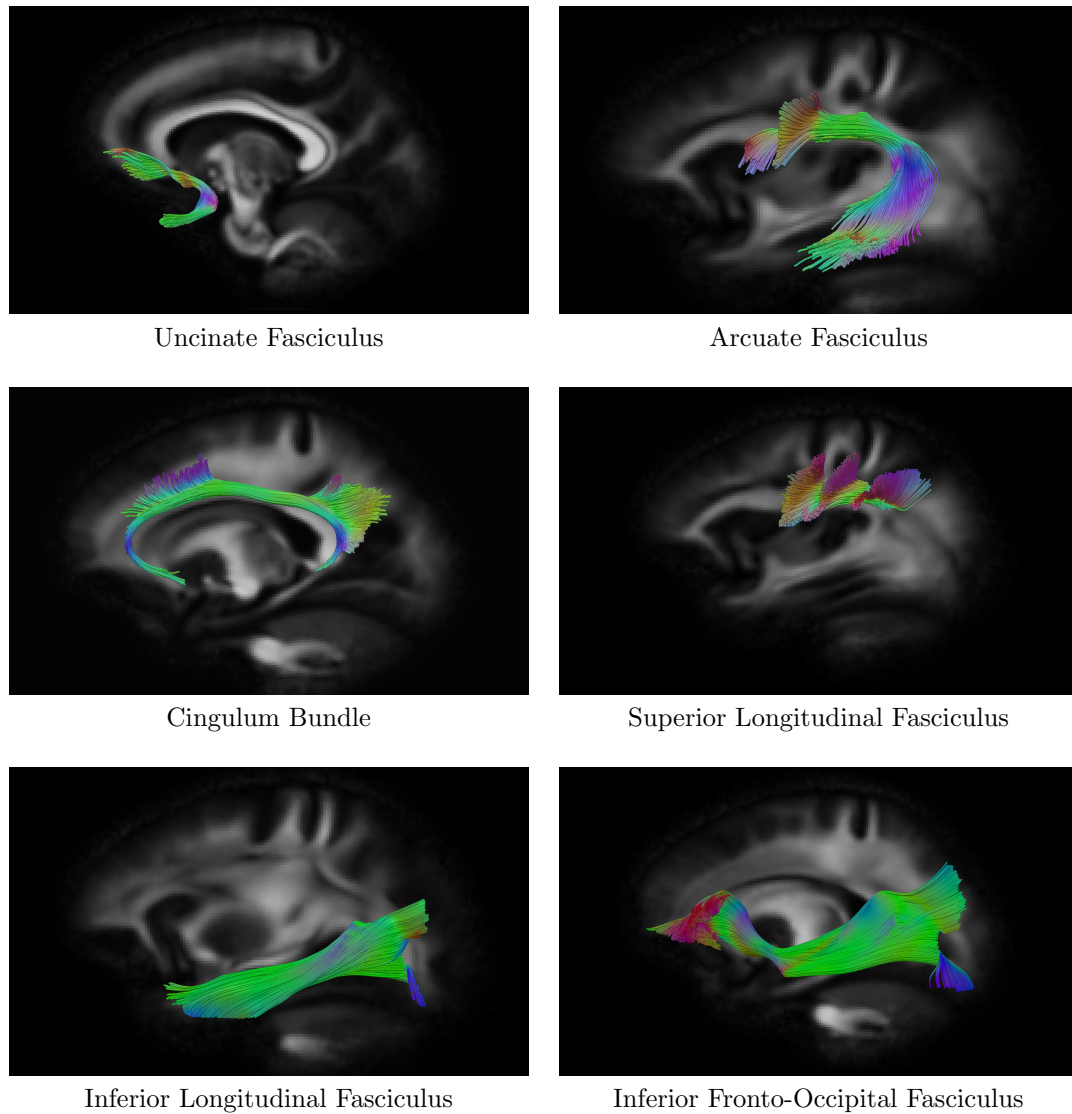 Uncinate Fasciculus
Arcuate Fasciculus
Cingulum Bundle
Superior Longitudinal Fasciculus
Inferior Longitudinal Fasciculus
Inferior Fronto-Occipital Fasciculus